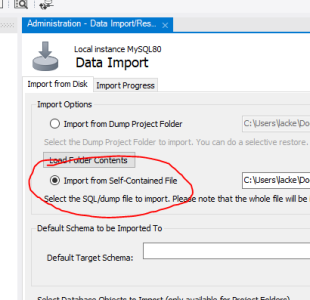 Administration - Data Import/Res...
Local instance MySQL80
Data Import
Import from Disk Import Progress
Import Options
Import from Dump Project Folder C:\Users\lacke\Do
Select the Dump Project Folder to import. You can do a selective restore.
Load Folder Contents
Import from Self-Contained File C:\Users\lacke\Do
Select the SQL/dump file to import. Please note that the whole file will be
Default Schema to be Imported To
Default Target Schema:
Select Database Objects to Import (only available for Project Folders)